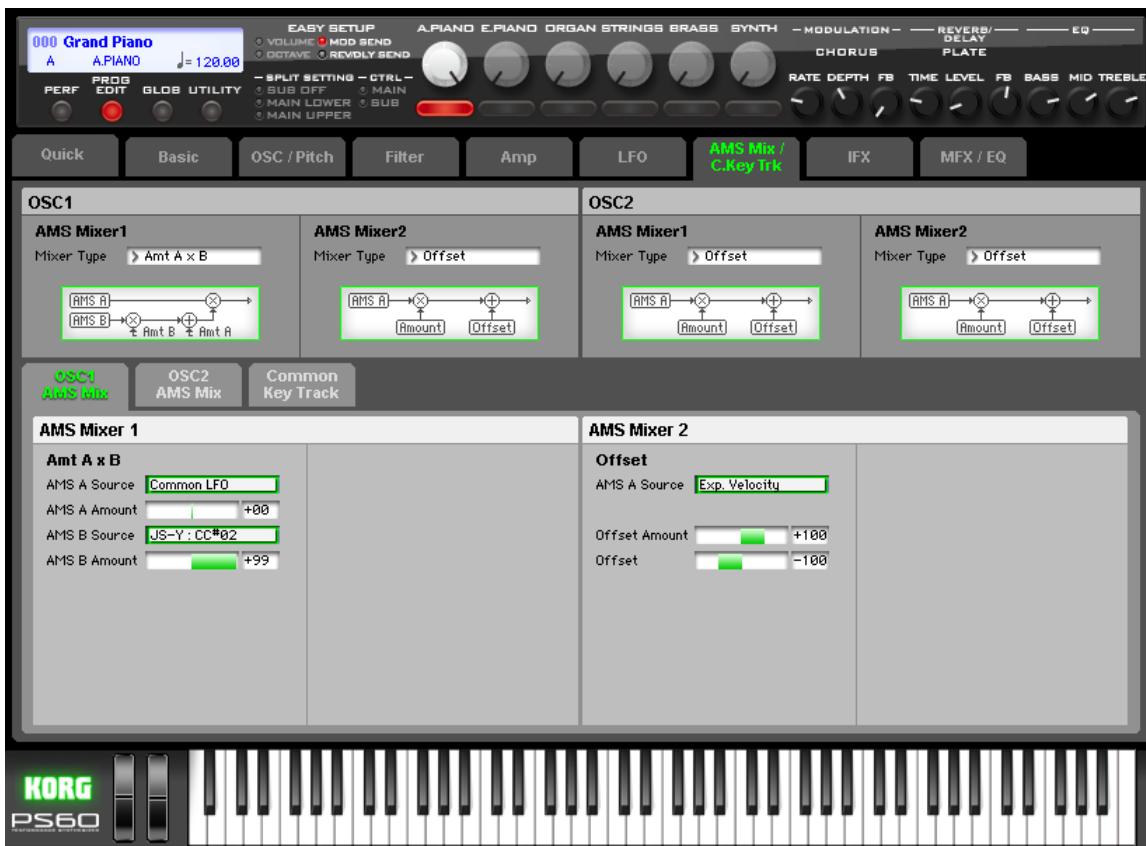 EASY SETUP
VOLUME MOD SEND
OCTAVE REVDLY SEND
SPLIT SETTING CTRL
SUB OFF MAIN
MAIN LOWER SUB
MAIN UPPER
000 Grand Piano
A A.PIANO ♩= 120.00
PERF PROG EDIT GLOB UTILITY
A.PIANO E.PIANO ORGAN STRINGS BRASS SYNTH
MODULATION REVERB/DELAY EQ
CHORUS PLATE
RATE DEPTH FB TIME LEVEL FB BASS MID TREBLE
Quick Basic OSC / Pitch Filter Amp LFO AMS Mix / C.Key Trk IFX MFX / EQ
OSC1
AMS Mixer1
Mixer Type > Amt A x B
AMS A
AMS B
Amt B Amt A
AMS Mixer2
Mixer Type > Offset
AMS A
Amount Offset
OSC2
AMS Mixer1
Mixer Type > Offset
AMS A
Amount Offset
AMS Mixer2
Mixer Type > Offset
AMS A
Amount Offset
OSC1 AMS Mix
OSC2 AMS Mix
Common Key Track
AMS Mixer 1
Amt A x B
AMS A Source Common LFO
AMS A Amount +00
AMS B Source JS-Y : CC#02
AMS B Amount +99
AMS Mixer 2
Offset
AMS A Source Exp. Velocity
Offset Amount +100
Offset -100
KORG
PS60
PERFORMANCE SYNTHESIZER